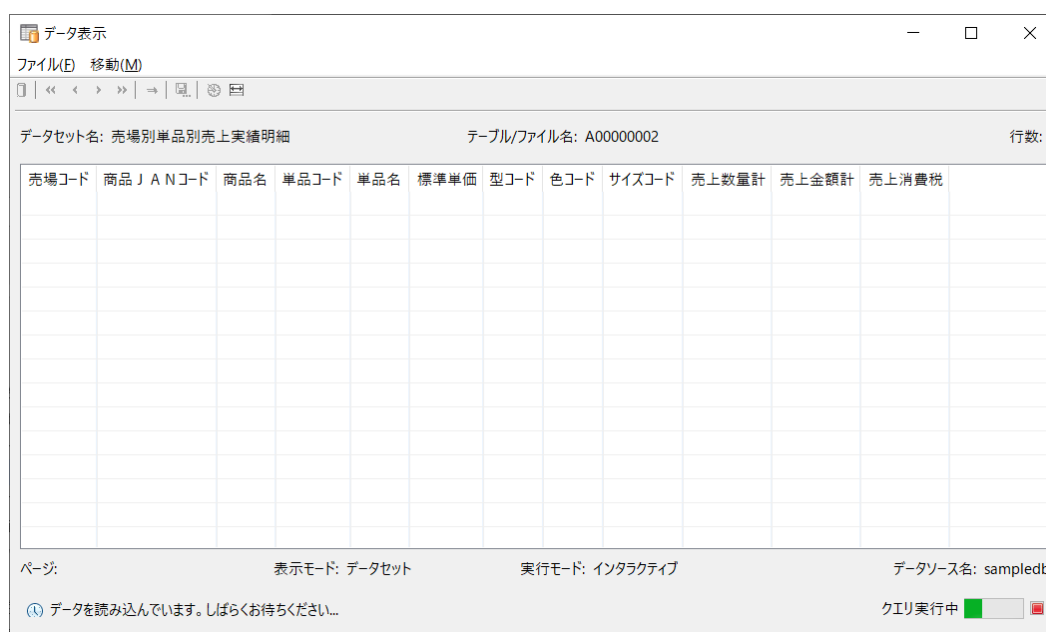 データ表示
ファイル(F) 移動(M)
データセット名: 売場別単品別売上実績明細 テーブル/ファイル名: A00000002 行数:
売場コード 商品ＪＡＮコード 商品名 単品コード 単品名 標準単価 型コード 色コード サイズコード 売上数量計 売上金額計 売上消費税
ページ: 表示モード: データセット 実行モード: インタラクティブ データソース名: sampledb
データを読み込んでいます。しばらくお待ちください... クエリ実行中